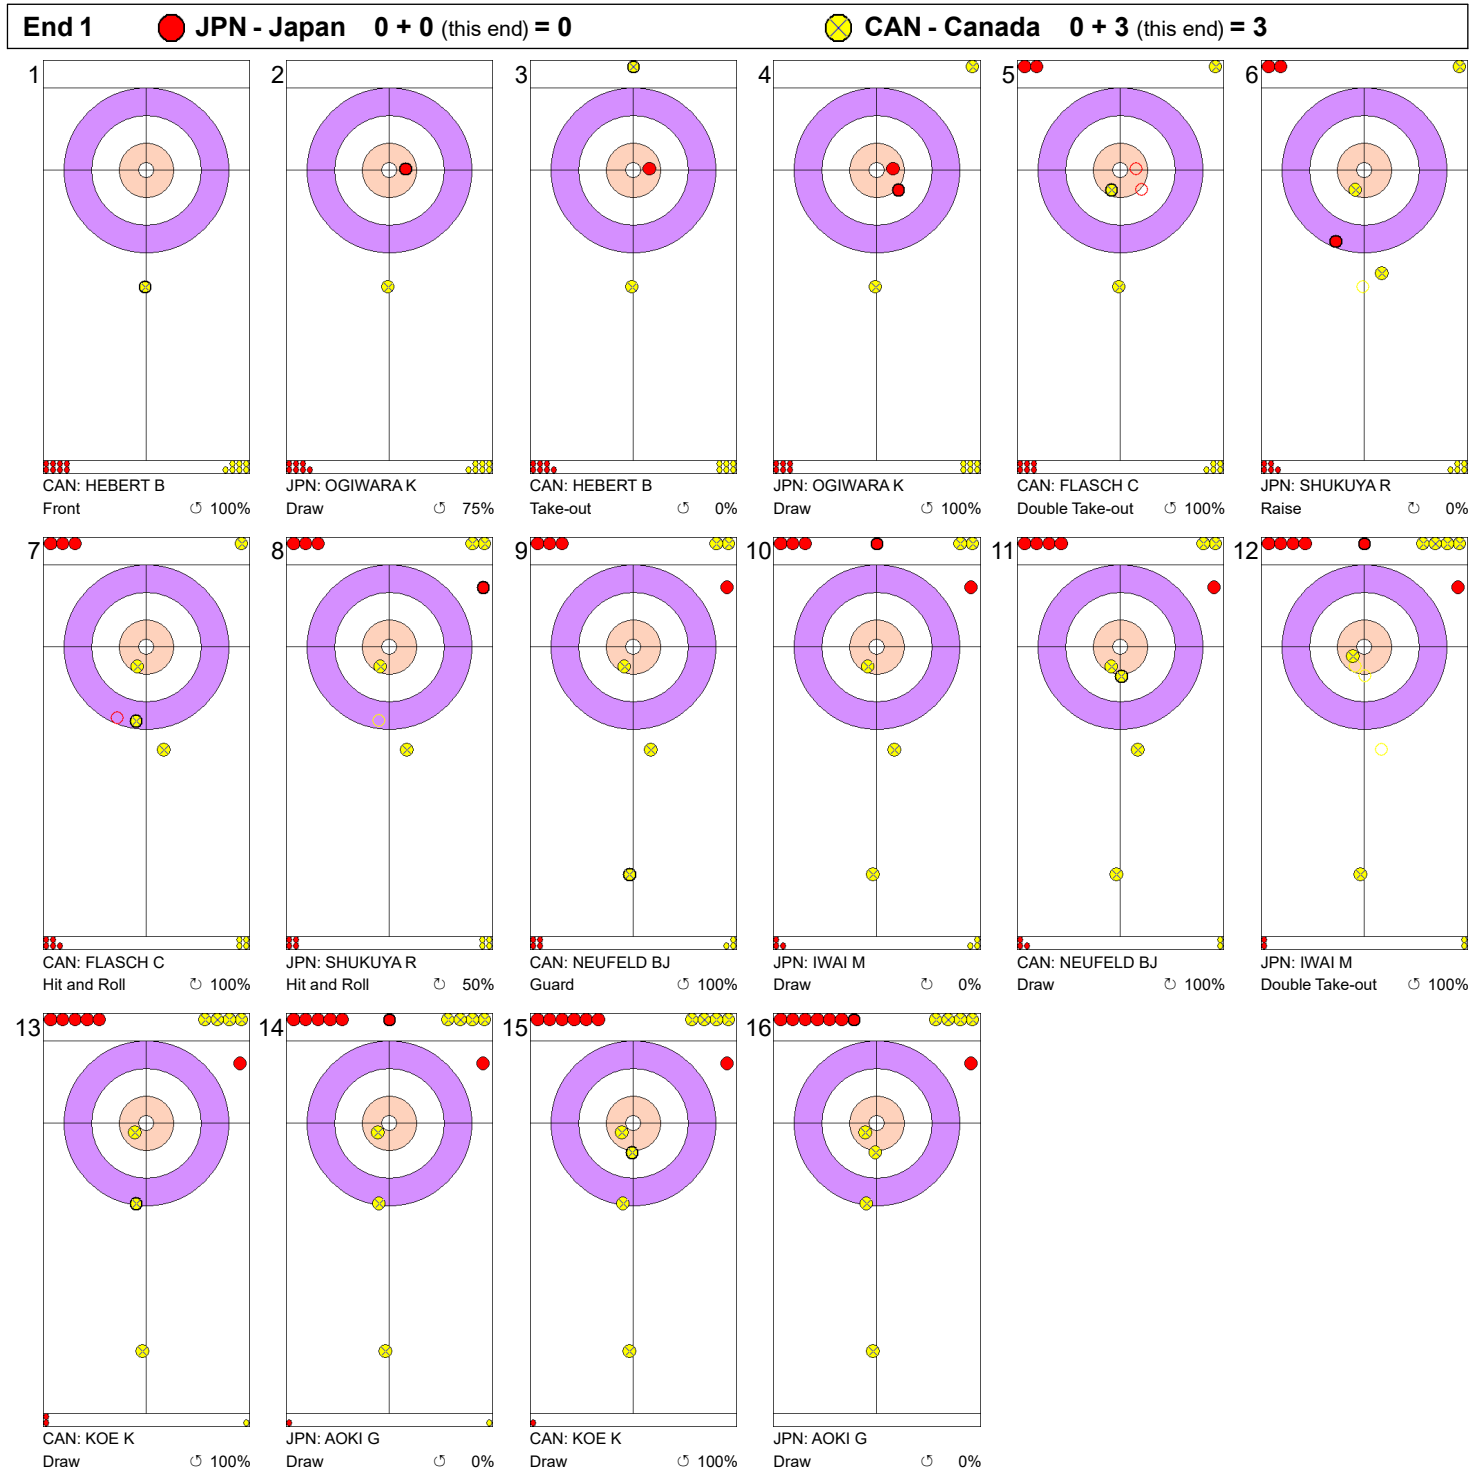 End 1 JPN - Japan 0 + 0 (this end) = 0 CAN - Canada 0 + 3 (this end) = 3
1 2 3 4 5 6
CAN: HEBERT B JPN: OGIWARA K CAN: HEBERT B JPN: OGIWARA K CAN: FLASCH C JPN: SHUKUYA R
Front ↺ 100% Draw ↺ 75% Take-out ↺ 0% Draw ↺ 100% Double Take-out ↺ 100% Raise ↻ 0%
7 8 9 10 11 12
CAN: FLASCH C JPN: SHUKUYA R CAN: NEUFELD BJ JPN: IWAI M CAN: NEUFELD BJ JPN: IWAI M
Hit and Roll ↻ 100% Hit and Roll ↻ 50% Guard ↺ 100% Draw ↻ 0% Draw ↻ 100% Double Take-out ↻ 100%
13 14 15 16
CAN: KOE K JPN: AOKI G CAN: KOE K JPN: AOKI G
Draw ↺ 100% Draw ↺ 0% Draw ↺ 100% Draw ↺ 0%